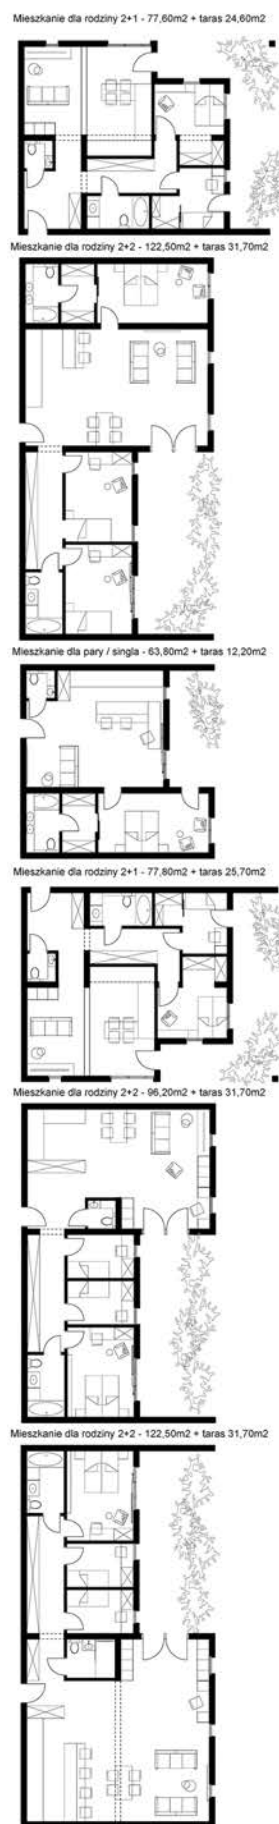 Mieszkanie dla rodziny 2+1 - 77,60m2 + taras 24,60m2
Mieszkanie dla rodziny 2+2 - 122,50m2 + taras 31,70m2
Mieszkanie dla pary / singla - 63,80m2 + taras 12,20m2
Mieszkanie dla rodziny 2+1 - 77,80m2 + taras 25,70m2
Mieszkanie dla rodziny 2+2 - 96,20m2 + taras 31,70m2
Mieszkanie dla rodziny 2+2 - 122,50m2 + taras 31,70m2